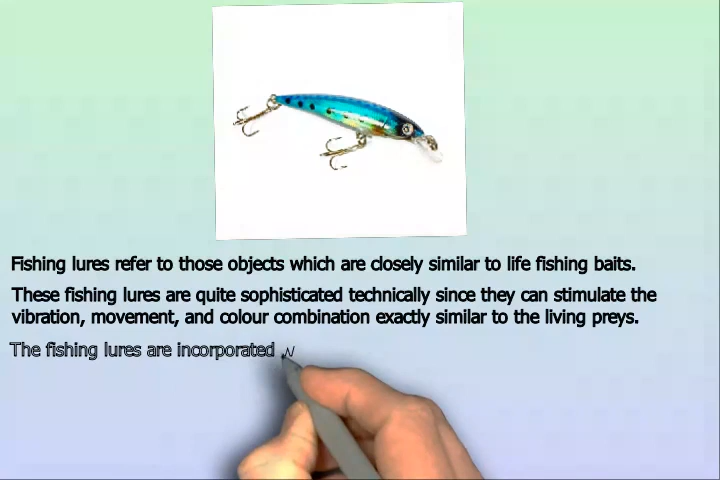 Fishing lures refer to those objects which are closely similar to life fishing baits.
These fishing lures are quite sophisticated technically since they can stimulate the
vibration, movement, and colour combination exactly similar to the living preys.
The fishing lures are incorporated